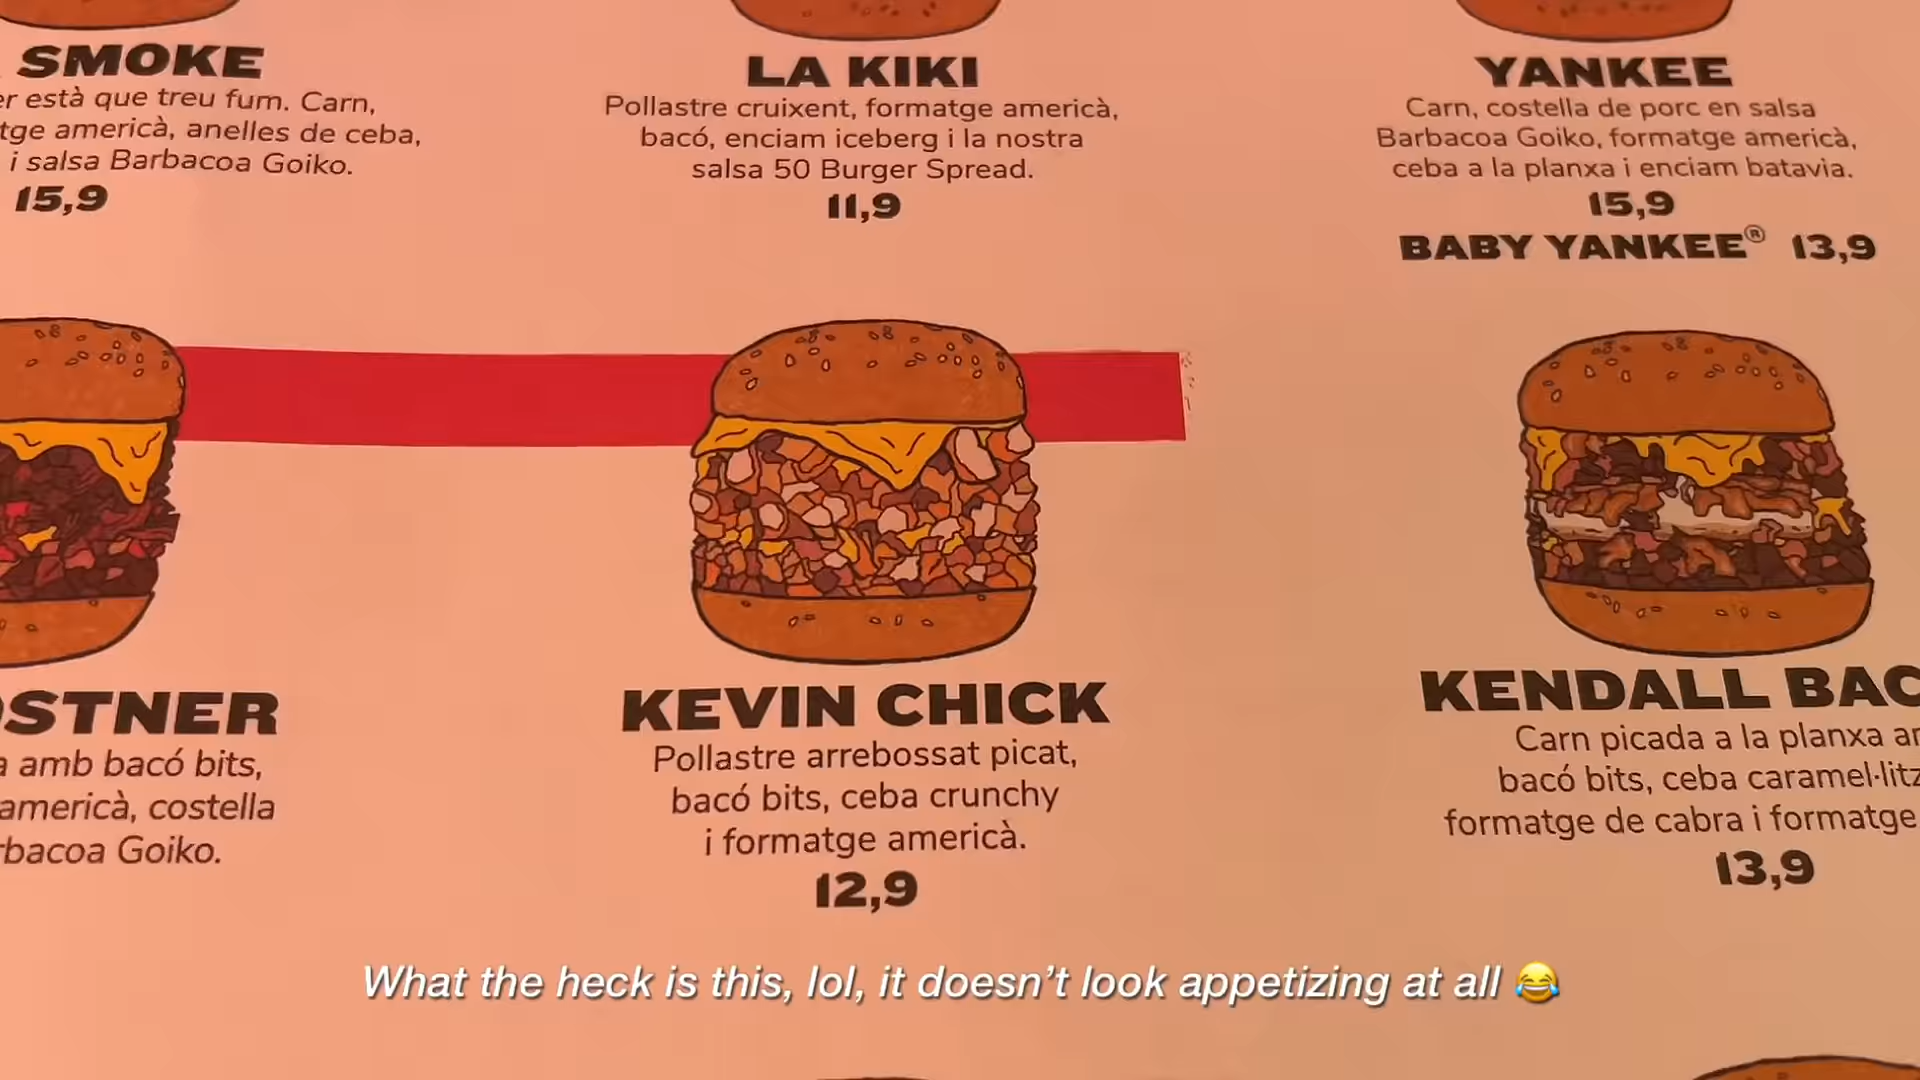 SMOKE
er està que treu fum. Carn,
tge americà, anelles de ceba,
i salsa Barbacoa Goiko.
15,9
LA KIKI
Pollastre cruixent, formatge americà,
bacó, enciam iceberg i la nostra
salsa 50 Burger Spread.
11,9
YANKEE
Carn, costella de porc en salsa
Barbacoa Goiko, formatge americà,
ceba a la planxa i enciam batavia.
15,9
BABY YANKEE® 13,9
OSTNER
a amb bacó bits,
americà, costella
rbacoa Goiko.
KEVIN CHICK
Pollastre arrebossat picat,
bacó bits, ceba crunchy
i formatge americà.
12,9
KENDALL BAC
Carn picada a la planxa a
bacó bits, ceba caramel·litz
formatge de cabra i formatge
13,9
What the heck is this, lol, it doesn't look appetizing at all 😂